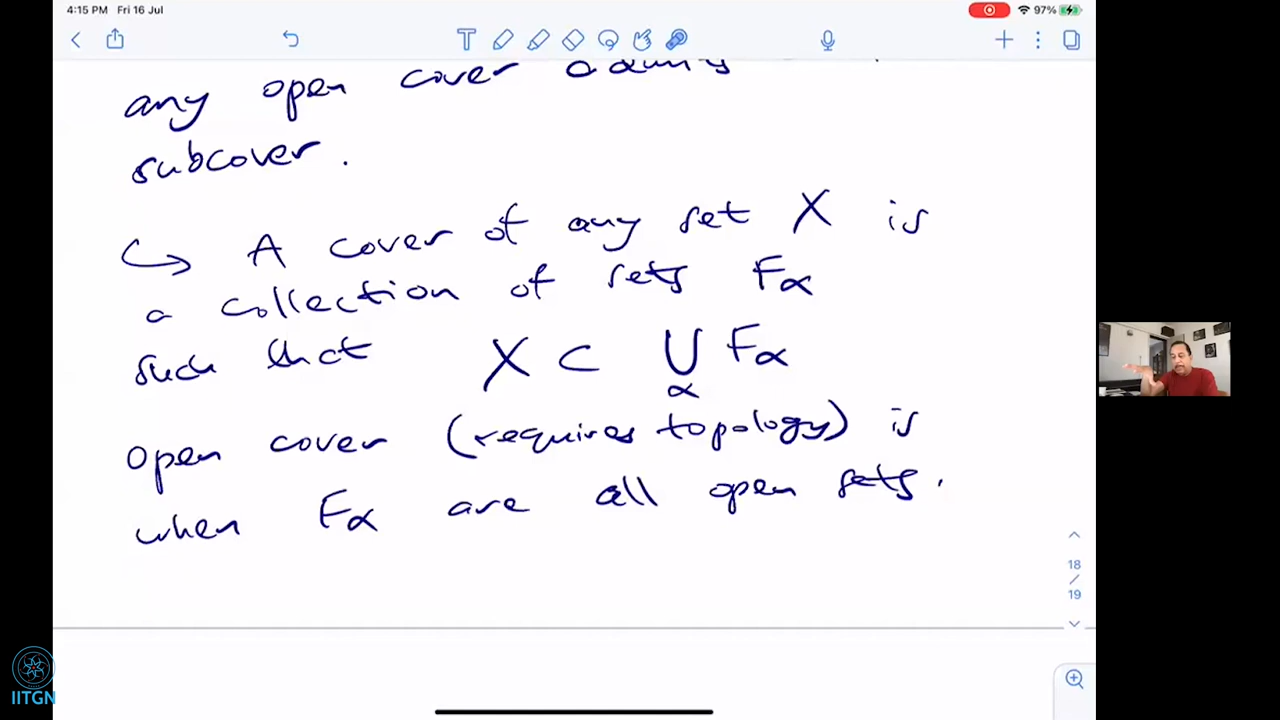 4:15 PM Fri 16 Jul
97%
any open cover admits
subcover.
↪ A cover of any set X is
a collection of sets Fα
such that X ⊂ ∪α Fα
open cover (requires topology) is
when Fα are all open sets.
18
/
19
IITGN